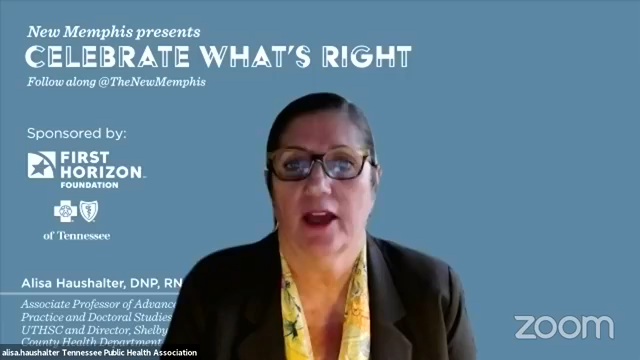 New Memphis presents
CELEBRATE WHAT'S RIGHT
Follow along @TheNewMemphis
Sponsored by:
FIRST
HORIZON
FOUNDATION
of Tennessee
Alisa Haushalter, DNP, RN
Associate Professor of Advance
Practice and Doctoral Studies
UTHSC and Director, Shelby
County Health Department
alisa.haushalter Tennessee Public Health Association
zoom